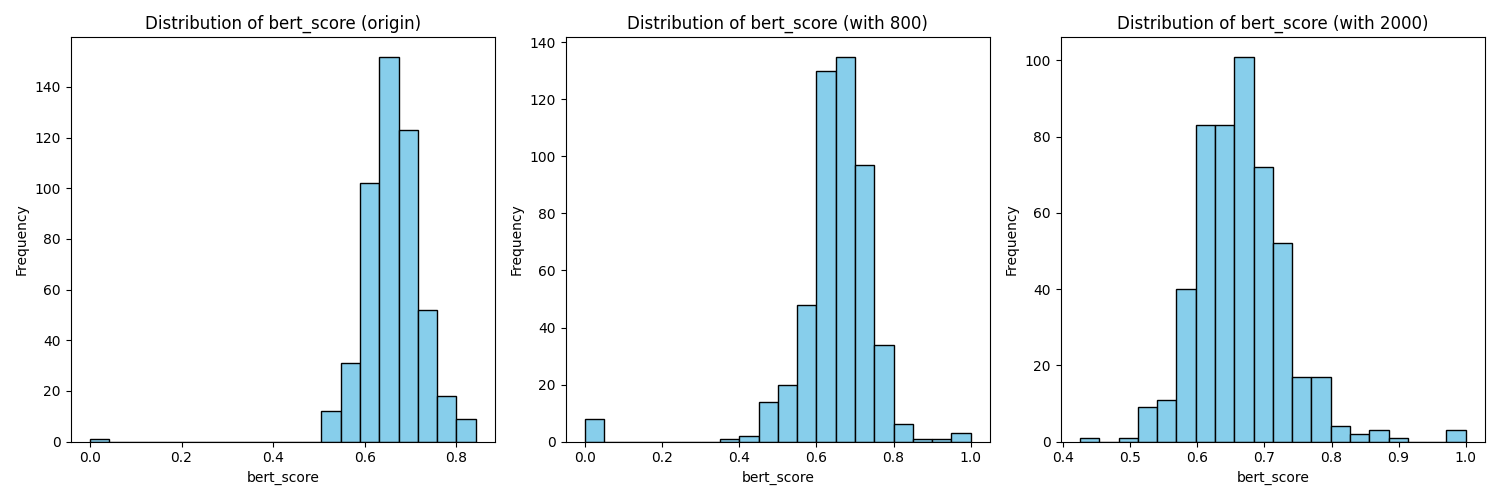 Distribution of bert_score (origin)
Frequency
140
120
100
80
60
40
20
0
0.0 0.2 0.4 0.6 0.8
bert_score
Distribution of bert_score (with 800)
Frequency
140
120
100
80
60
40
20
0
0.0 0.2 0.4 0.6 0.8 1.0
bert_score
Distribution of bert_score (with 2000)
Frequency
100
80
60
40
20
0
0.4 0.5 0.6 0.7 0.8 0.9 1.0
bert_score